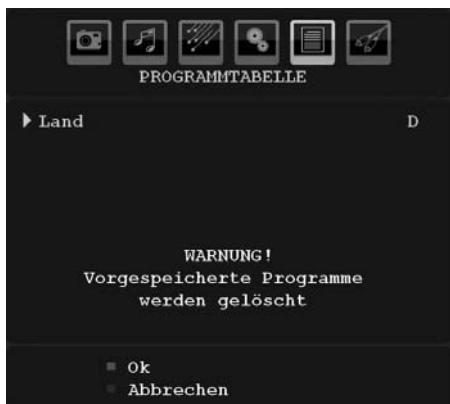 PROGRAMMTABELLE
Land D
WARNUNG!
Vorgespeicherte Programme
werden gelöscht
Ok
Abbrechen